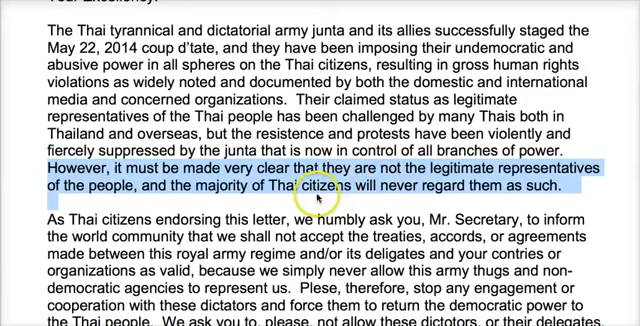 Your Excellency:
The Thai tyrannical and dictatorial army junta and its allies successfully staged the
May 22, 2014 coup d'tate, and they have been imposing their undemocratic and
abusive power in all spheres on the Thai citizens, resulting in gross human rights
violations as widely noted and documented by both the domestic and international
media and concerned organizations.  Their claimed status as legitimate
representatives of the Thai people has been challenged by many Thais both in
Thailand and overseas, but the resistance and protests have been violently and
fiercely suppressed by the junta that is now in control of all branches of power.
However, it must be made very clear that they are not the legitimate representatives
of the people, and the majority of Thai citizens will never regard them as such.
As Thai citizens endorsing this letter, we humbly ask you, Mr. Secretary, to inform
the world community that we shall not accept the treaties, accords, or agreements
made between this royal army regime and/or its deligates and your contries or
organizations as valid, because we simply never allow this army thugs and non-
democratic agencies to represent us.  Plese, therefore, stop any engagement or
cooperation with these dictators and force them to return the democratic power to
the Thai people.  We ask you to, please, not allow these dictators, or their delegates,